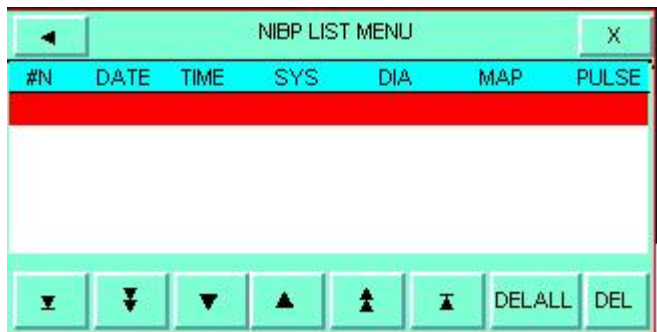 NIBP LIST MENU X
#N DATE TIME SYS DIA MAP PULSE
DELALL DEL